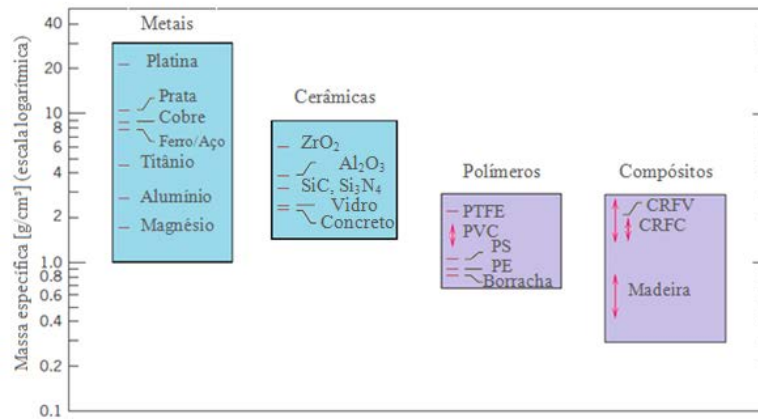 Massa específica [g/cm³] (escala logarítmica)
40
20
10
8
6
4
2
1.0
0.8
0.6
0.4
0.2
0.1
Metais
Platina
Prata
Cobre
Ferro/Aço
Titânio
Alumínio
Magnésio
Cerâmicas
ZrO₂
Al₂O₃
SiC, Si₃N₄
Vidro
Concreto
Polímeros
PTFE
PVC
PS
PE
Borracha
Compósitos
CRFV
CRFC
Madeira